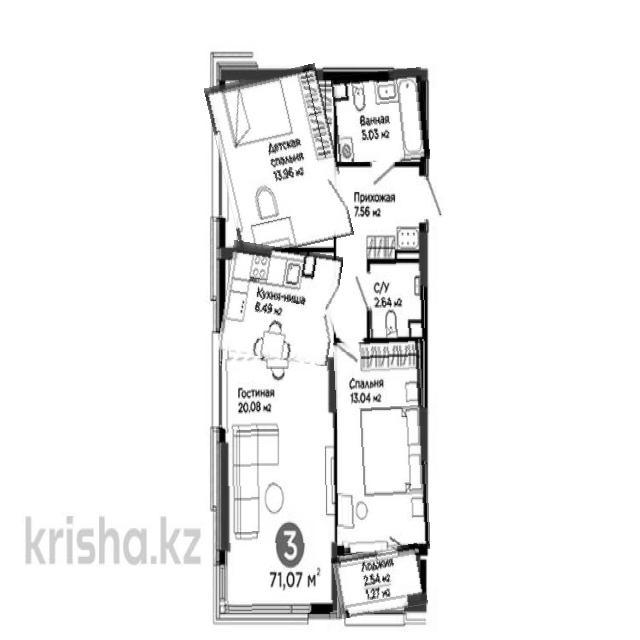 Ванная
5.03 м2
Детская
спальня
13.96 м2
Прихожая
7.56 м2
Кухня-ниша
8.49 м2
С/У
2.64 м2
Гостиная
20.08 м2
Спальня
13.04 м2
krisha.kz
3
71,07 м²
Лоджия
2.54 м2
1.27 м2